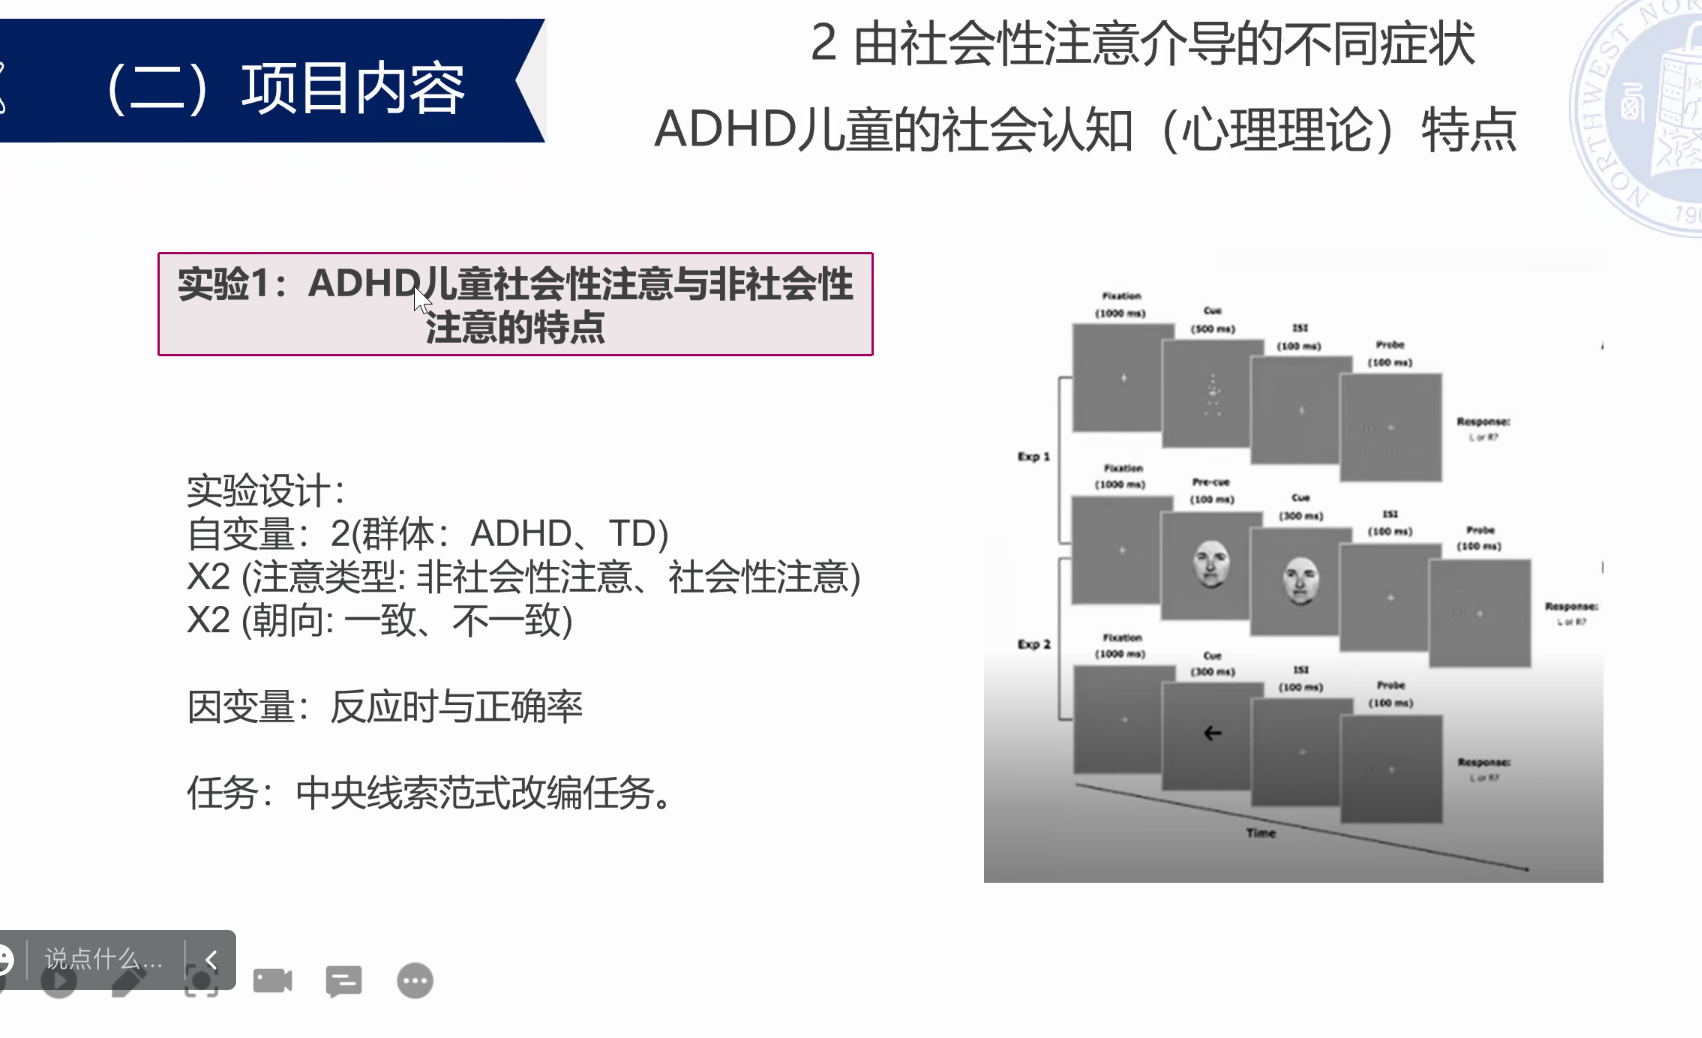 （二）项目内容
2 由社会性注意介导的不同症状
ADHD儿童的社会认知（心理理论）特点
NORTHWEST NOR
190
实验1：ADHD儿童社会性注意与非社会性
注意的特点
实验设计：
自变量：2(群体：ADHD、TD)
X2 (注意类型: 非社会性注意、社会性注意)
X2 (朝向: 一致、不一致)
因变量：反应时与正确率
任务：中央线索范式改编任务。
Fixation
(1000 ms)
Cue
(500 ms)
ISI
(100 ms)
Probe
(100 ms)
Response:
L or R?
Exp 1
Fixation
(1000 ms)
Pre-cue
(100 ms)
Cue
(300 ms)
ISI
(100 ms)
Probe
(100 ms)
Response:
L or R?
Exp 2
Fixation
(1000 ms)
Cue
(300 ms)
ISI
(100 ms)
Probe
(100 ms)
Response:
L or R?
Time
说点什么...